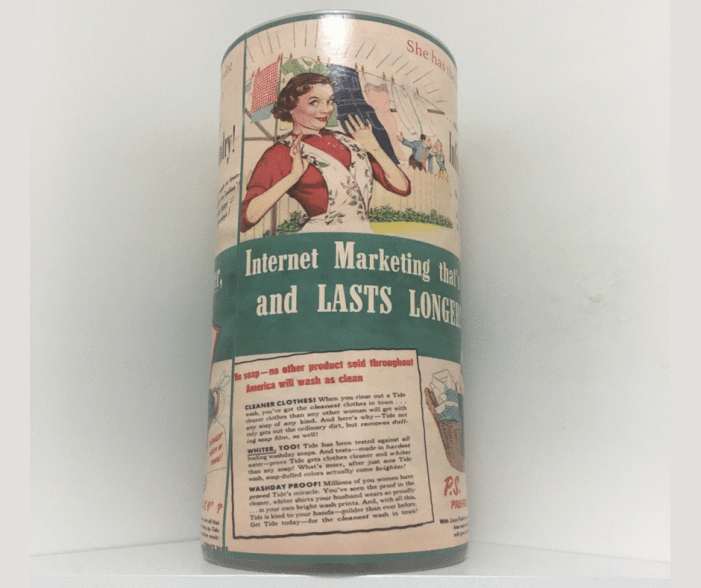 She has
Internet Marketing that's
and LASTS LONGER
No soap—no other product sold throughout
America will wash as clean
CLEANER CLOTHES! When you rinse out a Tide
wash, you've got the cleanest clothes in town . . .
cleaner clothes than any other woman will get with
any soap of any kind. And here's why—Tide not
only gets out the ordinary dirt, but removes dull-
ing soap film, as well!
WHITER, TOO! Tide has been tested against all
leading washday soaps. And tests—made in hardest
water—prove Tide gets clothes cleaner and whiter
than any soap! What's more, after just one Tide
wash, soap-dulled colors actually come brighter!
WASHDAY PROOF! Millions of you women have
proved Tide's miracle. You've seen the proof in the
cleaner, whiter shirts your husband wears so proudly
. . . in your own bright wash prints. And, with all this,
Tide is kind to your hands—milder than ever before.
Get Tide today—for the cleanest wash in town!
P.S.